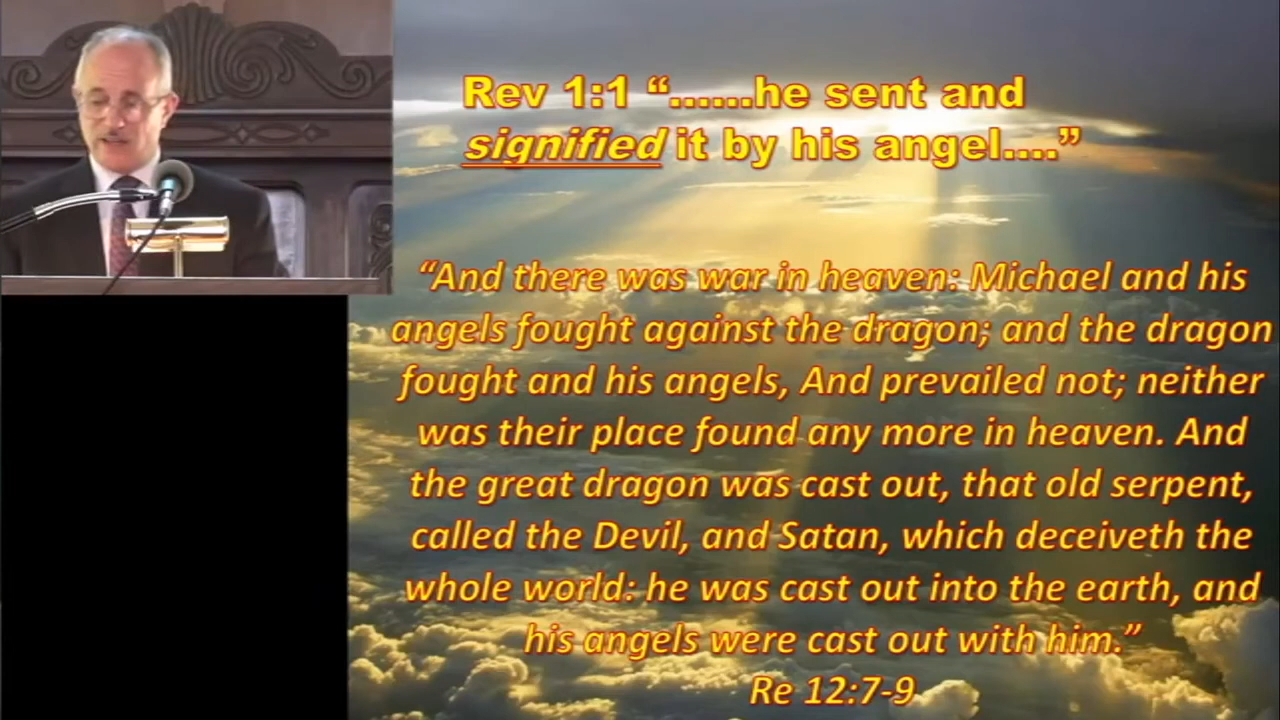 Rev 1:1 “......he sent and
signified it by his angel....”
“And there was war in heaven: Michael and his
angels fought against the dragon; and the dragon
fought and his angels, And prevailed not; neither
was their place found any more in heaven. And
the great dragon was cast out, that old serpent,
called the Devil, and Satan, which deceiveth the
whole world: he was cast out into the earth, and
his angels were cast out with him.”
Re 12:7-9